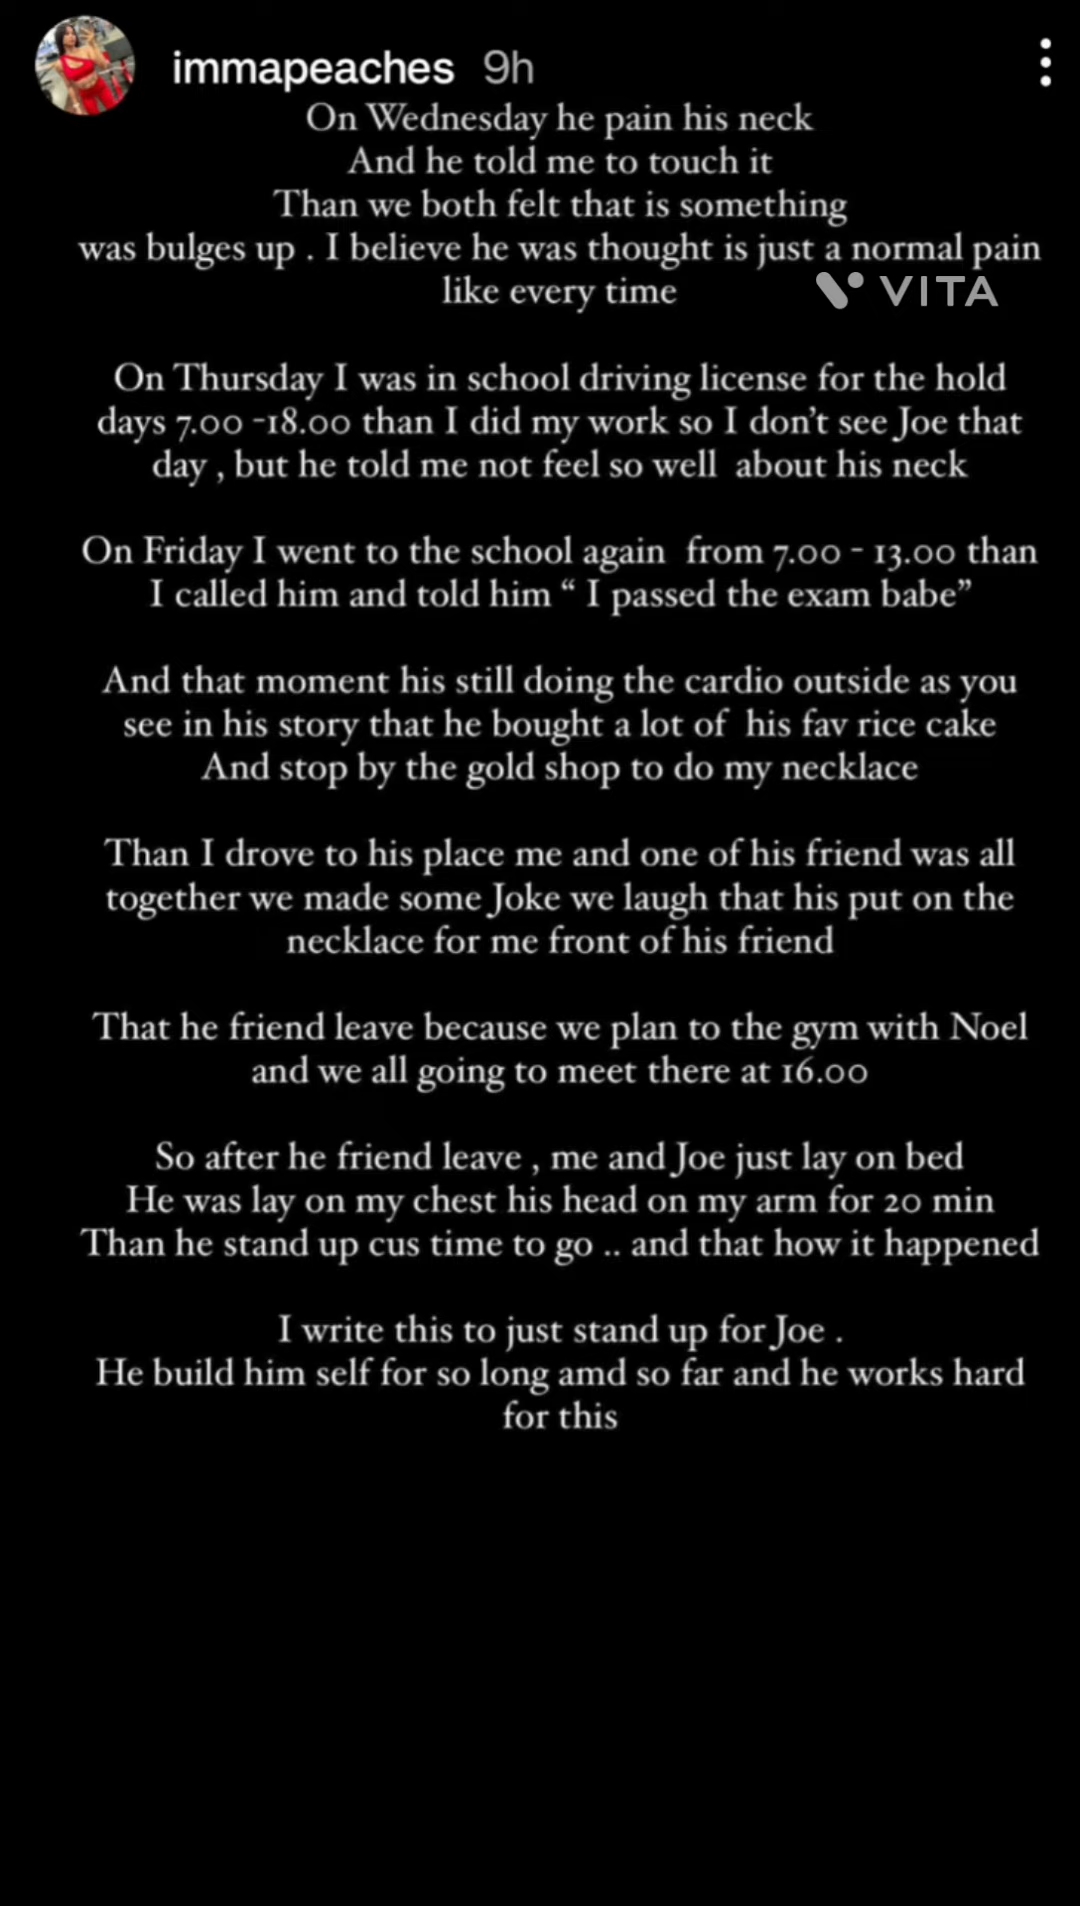 immapeaches 9h
On Wednesday he pain his neck
And he told me to touch it
Than we both felt that is something
was bulges up . I believe he was thought is just a normal pain
like every time
VITA
On Thursday I was in school driving license for the hold
days 7.00 -18.00 than I did my work so I don't see Joe that
day , but he told me not feel so well  about his neck
On Friday I went to the school again  from 7.00 - 13.00 than
I called him and told him “ I passed the exam babe”
And that moment his still doing the cardio outside as you
see in his story that he bought a lot of  his fav rice cake
And stop by the gold shop to do my necklace
Than I drove to his place me and one of his friend was all
together we made some Joke we laugh that his put on the
necklace for me front of his friend
That he friend leave because we plan to the gym with Noel
and we all going to meet there at 16.00
So after he friend leave , me and Joe just lay on bed
He was lay on my chest his head on my arm for 20 min
Than he stand up cus time to go .. and that how it happened
I write this to just stand up for Joe .
He build him self for so long amd so far and he works hard
for this